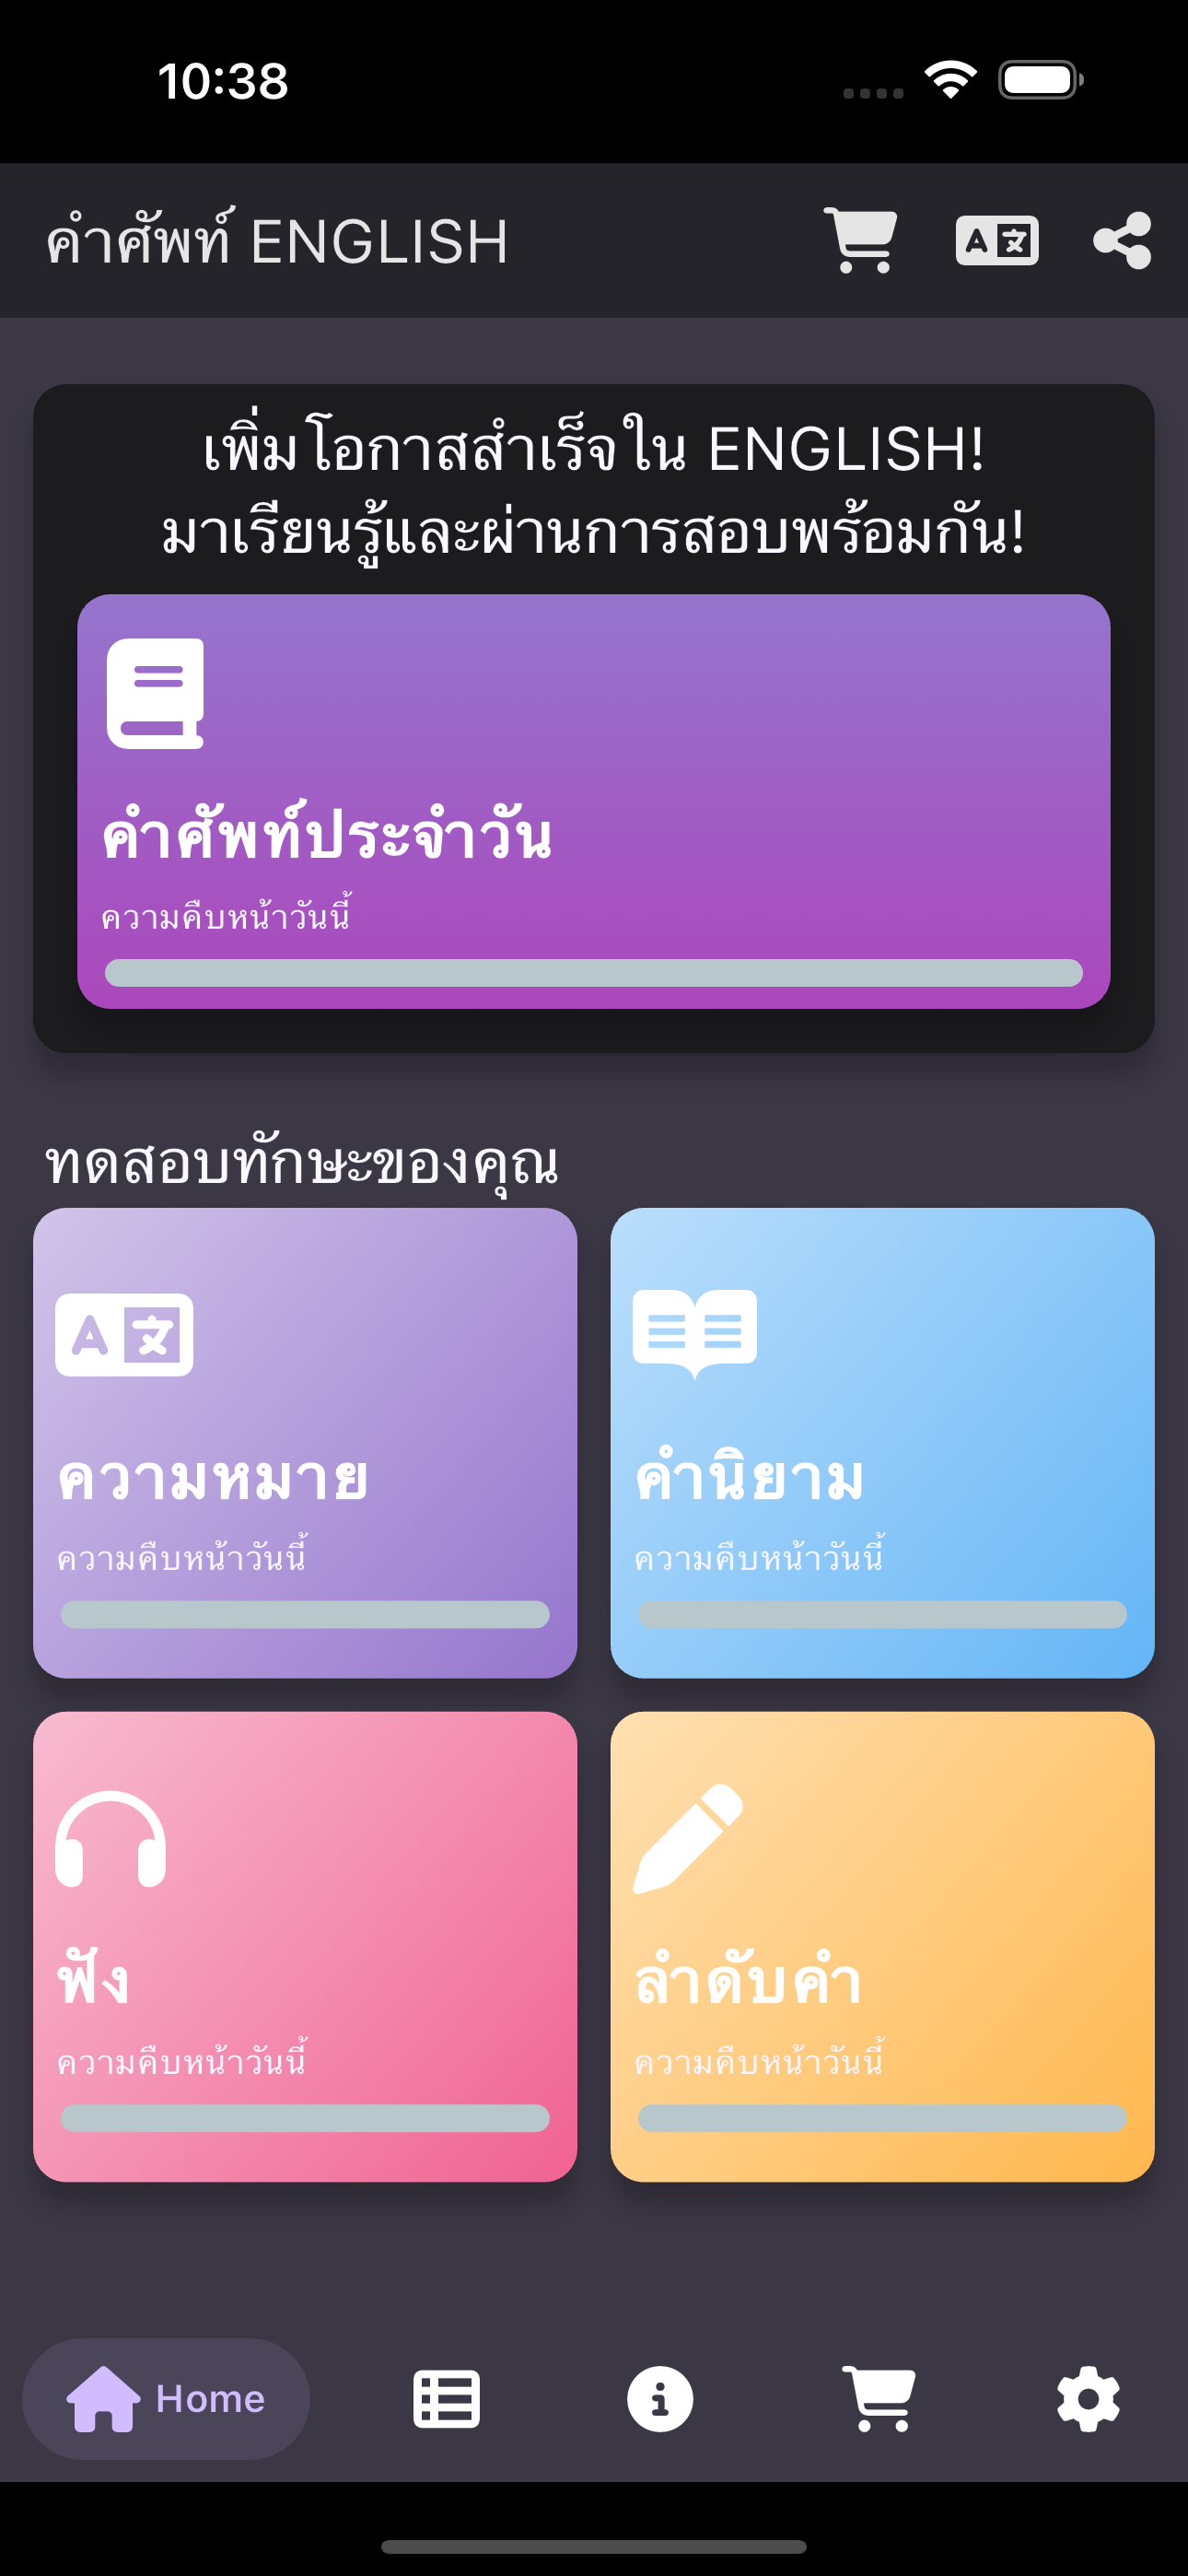 10:38
คำศัพท์ ENGLISH
A 文
เพิ่มโอกาสสำเร็จใน ENGLISH!
มาเรียนรู้และผ่านการสอบพร้อมกัน!
คำศัพท์ประจำวัน
ความคืบหน้าวันนี้
ทดสอบทักษะของคุณ
A 文
ความหมาย
ความคืบหน้าวันนี้
คำนิยาม
ความคืบหน้าวันนี้
ฟัง
ความคืบหน้าวันนี้
ลำดับคำ
ความคืบหน้าวันนี้
Home